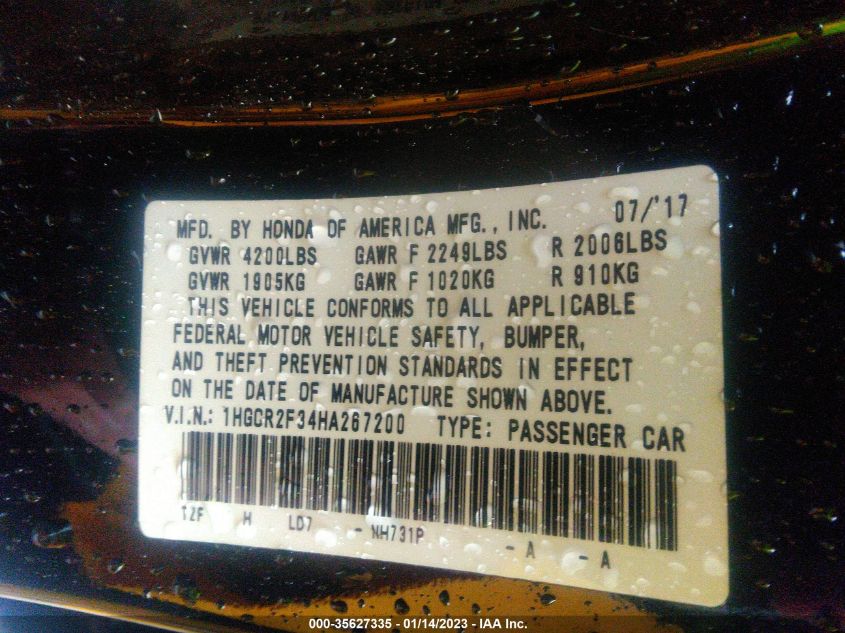 MFD. BY HONDA OF AMERICA MFG., INC. 07/'17
GVWR 4200LBS GAWR F 2249LBS R 2006LBS
GVWR 1905KG GAWR F 1020KG R 910KG
THIS VEHICLE CONFORMS TO ALL APPLICABLE
FEDERAL MOTOR VEHICLE SAFETY, BUMPER,
AND THEFT PREVENTION STANDARDS IN EFFECT
ON THE DATE OF MANUFACTURE SHOWN ABOVE.
V.I.N.: 1HGCR2F34HA267200 TYPE: PASSENGER CAR
T2F H LD7 - NH731P - A - A
000-35627335 - 01/14/2023 - IAA Inc.